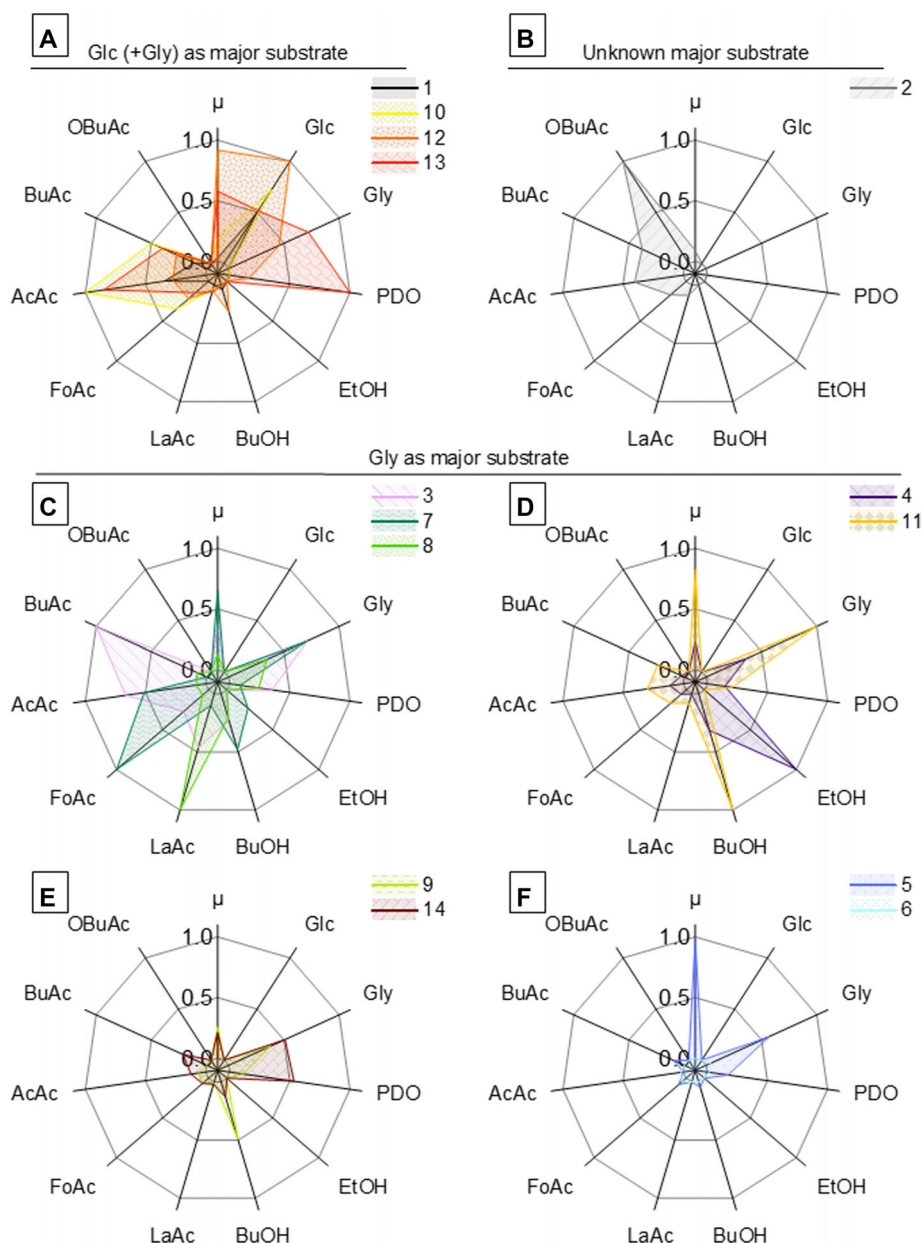 A
Glc (+Gly) as major substrate
1
10
12
13
µ
OBuAc
Glc
1.0
BuAc
Gly
0.5
0.0
AcAc
PDO
FoAc
EtOH
LaAc
BuOH
B
Unknown major substrate
2
µ
OBuAc
Glc
1.0
BuAc
Gly
0.5
0.0
AcAc
PDO
FoAc
EtOH
LaAc
BuOH
Gly as major substrate
C
3
7
8
µ
OBuAc
Glc
1.0
BuAc
Gly
0.5
0.0
AcAc
PDO
FoAc
EtOH
LaAc
BuOH
D
4
11
µ
OBuAc
Glc
1.0
BuAc
Gly
0.5
0.0
AcAc
PDO
FoAc
EtOH
LaAc
BuOH
E
9
14
µ
OBuAc
Glc
1.0
BuAc
Gly
0.5
0.0
AcAc
PDO
FoAc
EtOH
LaAc
BuOH
F
5
6
µ
OBuAc
Glc
1.0
BuAc
Gly
0.5
0.0
AcAc
PDO
FoAc
EtOH
LaAc
BuOH